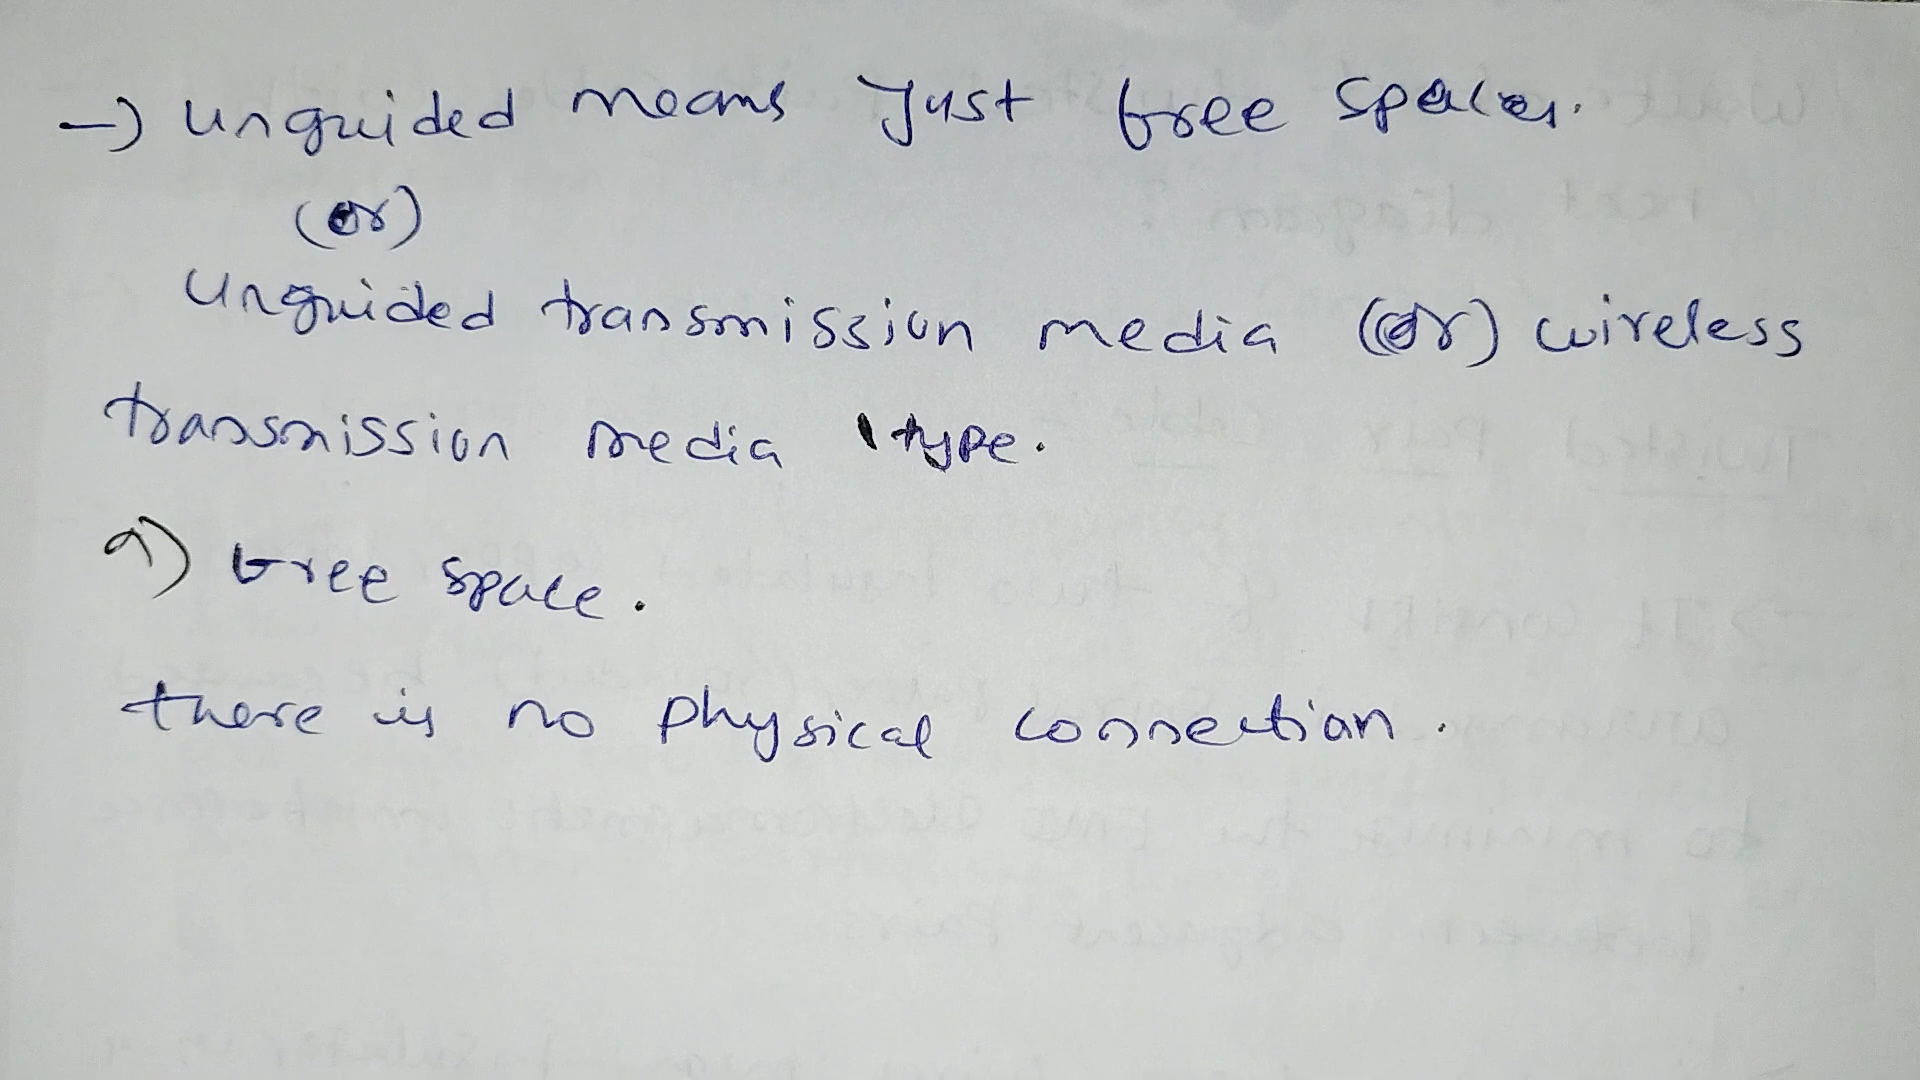 → unguided means Just free spaces.
(or)
unguided transmission media (or) wireless
transmission media type.
a) free space.
there is no physical connection.